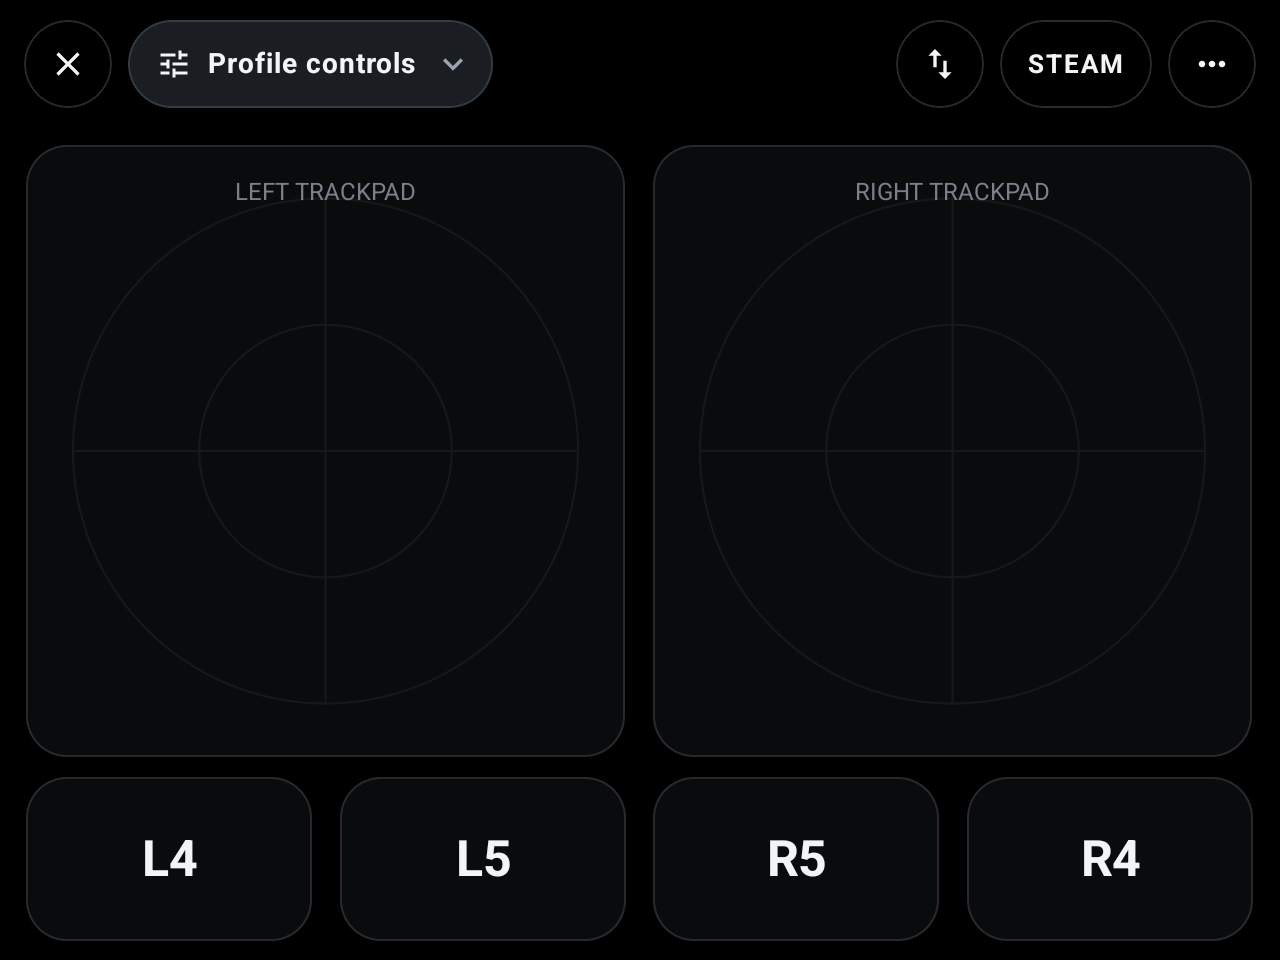 Profile controls
STEAM
LEFT TRACKPAD
RIGHT TRACKPAD
L4
L5
R5
R4